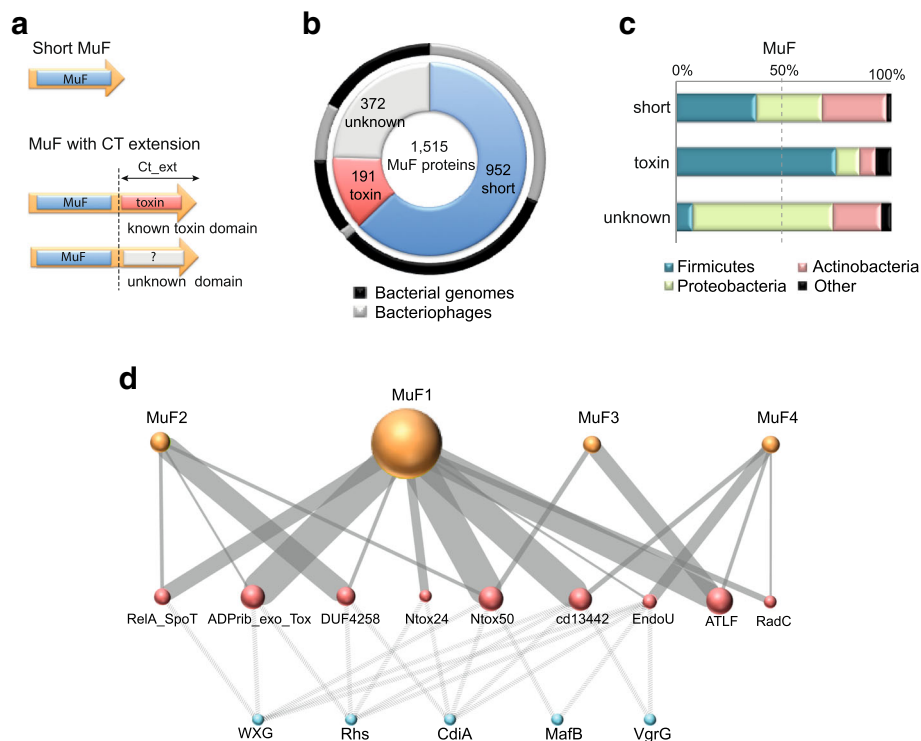 a
Short MuF
MuF
MuF with CT extension
Ct_ext
MuF
toxin
known toxin domain
MuF
?
unknown domain
b
372
unknown
1,515
MuF proteins
952
short
191
toxin
Bacterial genomes
Bacteriophages
c
MuF
0%
50%
100%
short
toxin
unknown
Firmicutes
Actinobacteria
Proteobacteria
Other
d
MuF1
MuF2
MuF3
MuF4
RelA_SpoT
ADPrib_exo_Tox
DUF4258
Ntox24
Ntox50
cd13442
EndoU
ATLF
RadC
WXG
Rhs
CdiA
MafB
VgrG